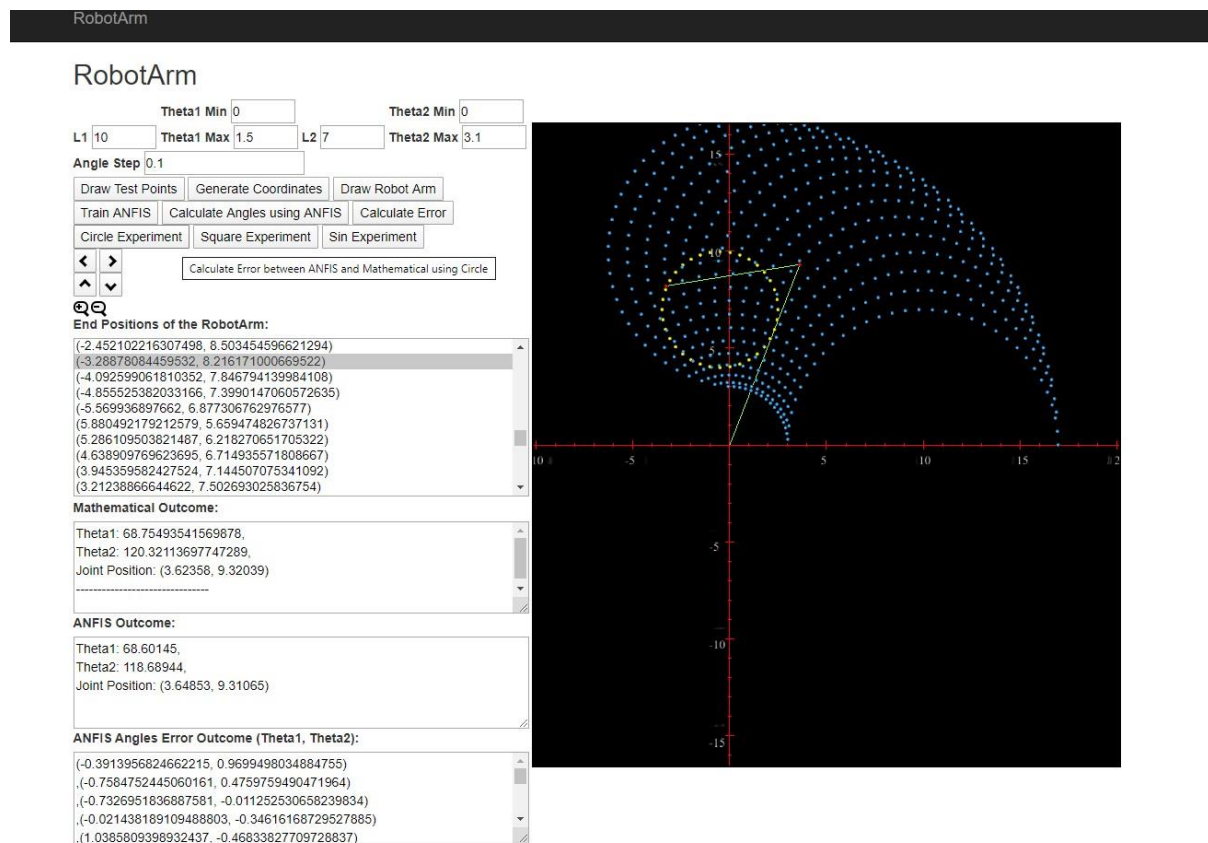 RobotArm
RobotArm
Theta1 Min 0 Theta2 Min 0
L1 10 Theta1 Max 1.5 L2 7 Theta2 Max 3.1
Angle Step 0.1
Draw Test Points Generate Coordinates Draw Robot Arm
Train ANFIS Calculate Angles using ANFIS Calculate Error
Circle Experiment Square Experiment Sin Experiment
Calculate Error between ANFIS and Mathematical using Circle
End Positions of the RobotArm:
(-2.452102216307498, 8.503454596621294)
(-3.28878084459532, 8.216171000669522)
(-4.092599061810352, 7.846794139984108)
(-4.855525382033166, 7.3990147060572635)
(-5.569936897662, 6.877306762976577)
(5.880492179212579, 5.659474826737131)
(5.286109503821487, 6.218270651705322)
(4.638909769623695, 6.714935571808667)
(3.945359582427524, 7.144507075341092)
(3.21238866644622, 7.502693025836754)
Mathematical Outcome:
Theta1: 68.75493541569878,
Theta2: 120.32113697747289,
Joint Position: (3.62358, 9.32039)
-------------------------------
ANFIS Outcome:
Theta1: 68.60145,
Theta2: 118.68944,
Joint Position: (3.64853, 9.31065)
ANFIS Angles Error Outcome (Theta1, Theta2):
(-0.3913956824662215, 0.9699498034884755)
,(-0.7584752445060161, 0.4759759490471964)
,(-0.7326951836887581, -0.011252530658239834)
,(-0.021438189109488803, -0.34616168729527885)
,(1.0385809398932437, -0.46833827709728837)
15
10
5
10 -5 5 10 15 2
-5
-10
-15